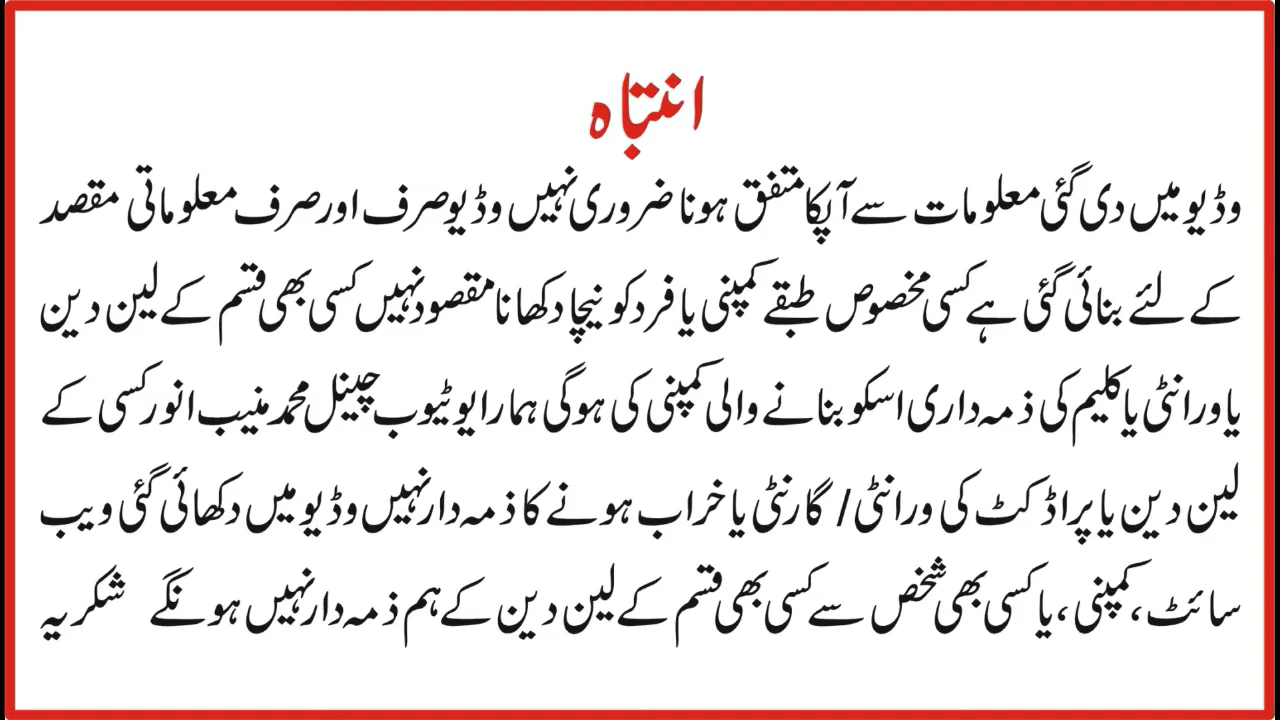 انتباہ
وڈیو میں دی گئی معلومات سے آپکا متفق ہونا ضروری نہیں وڈیو صرف اور صرف معلوماتی مقصد
کے لئے بنائی گئی ہے کسی مخصوص طبقے کمپنی یا فرد کو نیچا دکھانا مقصود نہیں کسی بھی قسم کے لین دین
یا ورانٹی یا کلیم کی ذمہ داری اسکو بنانے والی کمپنی کی ہوگی ہمارا یوٹیوب چینل محمد منیب انور کسی کے
لین دین یا پراڈکٹ کی ورانٹی / گارنٹی یا خراب ہونے کا ذمہ دار نہیں وڈیو میں دکھائی گئی ویب
سائٹ، کمپنی، یا کسی بھی شخص سے کسی بھی قسم کے لین دین کے ہم ذمہ دار نہیں ہونگے شکریہ